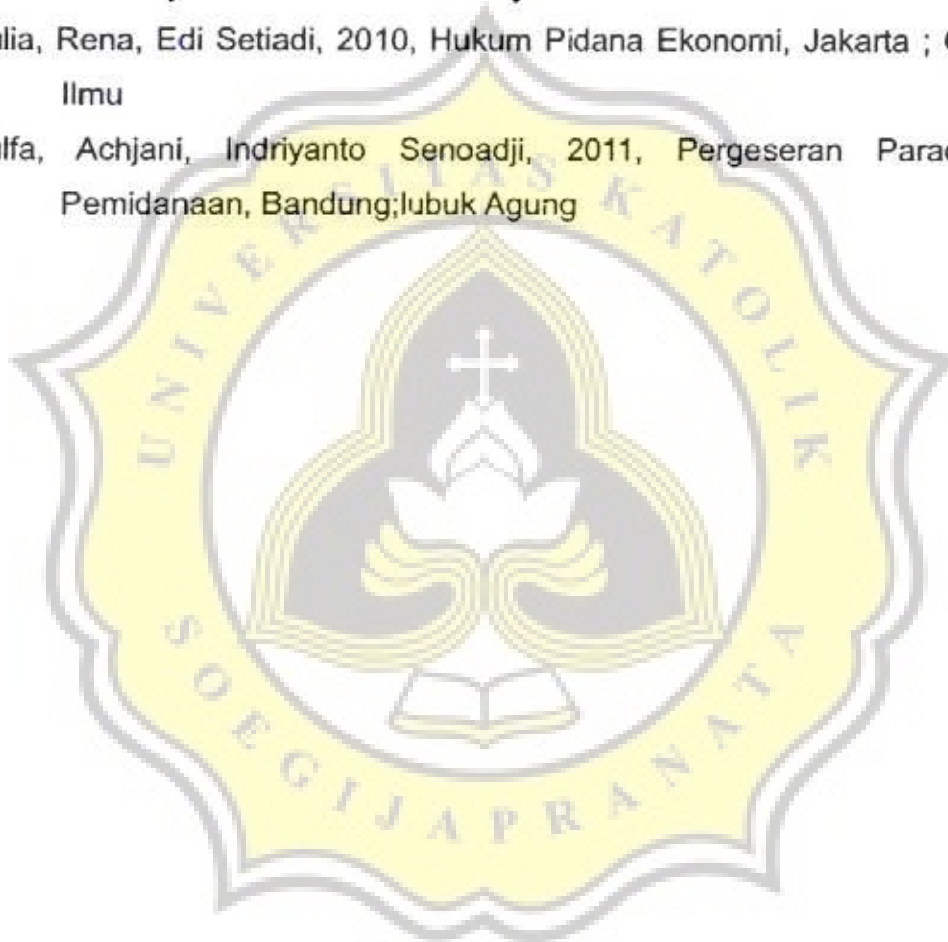 lia, Rena, Edi Setiadi, 2010, Hukum Pidana Ekonomi, Jakarta ;
Ilmu
lfa, Achjani, Indriyanto Senoadji, 2011, Pergeseran Para
Pemidanaan, Bandung;lubuk Agung
UNIVERSITAS KATOLIK
SOEGIJAPRANATA